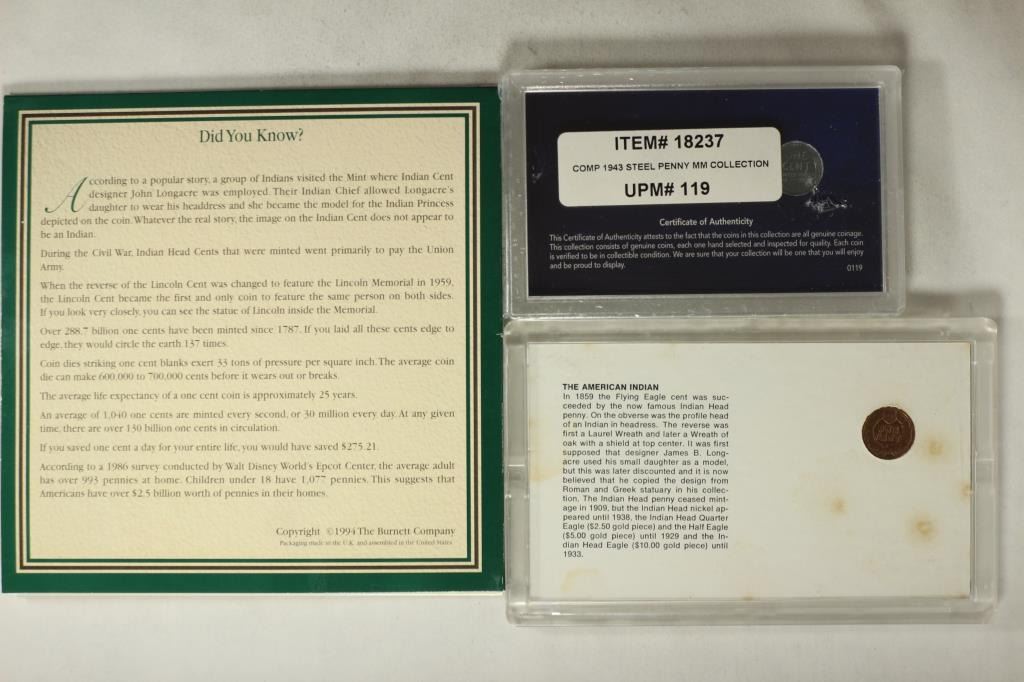 Did You Know?
According to a popular story, a group of Indians visited the Mint where Indian Cent
designer John Longacre was employed. Their Indian Chief allowed Longacre's
daughter to wear his headdress and she became the model for the Indian Princess
depicted on the coin. Whatever the real story, the image on the Indian Cent does not appear to
be an Indian.
During the Civil War, Indian Head Cents that were minted went primarily to pay the Union
Army.
When the reverse of the Lincoln Cent was changed to feature the Lincoln Memorial in 1959,
the Lincoln Cent became the first and only coin to feature the same person on both sides.
If you look very closely, you can see the statue of Lincoln inside the Memorial.
Over 288.7 billion one cents have been minted since 1787. If you laid all these cents edge to
edge, they would circle the earth 137 times.
Coin dies striking one cent blanks exert 33 tons of pressure per square inch. The average coin
die can make 600,000 to 700,000 cents before it wears out or breaks.
The average life expectancy of a one cent coin is approximately 25 years.
An average of 1,040 one cents are minted every second, or 30 million every day. At any given
time, there are over 130 billion one cents in circulation.
If you saved one cent a day for your entire life, you would have saved $275.21.
According to a 1986 survey conducted by Walt Disney World's Epcot Center, the average adult
has over 993 pennies at home. Children under 18 have 1,077 pennies. This suggests that
Americans have over $2.5 billion worth of pennies in their homes.
Copyright ©1994 The Burnett Company
Packaging made in the U.K. and assembled in the United States
ITEM# 18237
COMP 1943 STEEL PENNY MM COLLECTION
UPM# 119
ONE
CENT
Certificate of Authenticity
This Certificate of Authenticity attests to the fact that the coins in this collection are all genuine coinage.
This collection consists of genuine coins, each one hand selected and inspected for quality. Each coin
is verified to be in collectible condition. We are sure that your collection will be one that you will enjoy
and be proud to display.
0119
THE AMERICAN INDIAN
In 1859 the Flying Eagle cent was suc-
ceeded by the now famous Indian Head
penny. On the obverse was the profile head
of an Indian in headress. The reverse was
first a Laurel Wreath and later a Wreath of
oak with a shield at top center. It was first
supposed that designer James B. Long-
acre used his small daughter as a model,
but this was later discounted and it is now
believed that he copied the design from
Roman and Greek statuary in his collec-
tion. The Indian Head penny ceased mint-
age in 1909, but the Indian Head nickel ap-
peared until 1938, the Indian Head Quarter
Eagle ($2.50 gold piece) and the Half Eagle
($5.00 gold piece) until 1929 and the In-
dian Head Eagle ($10.00 gold piece) until
1933.
ONE
CENT